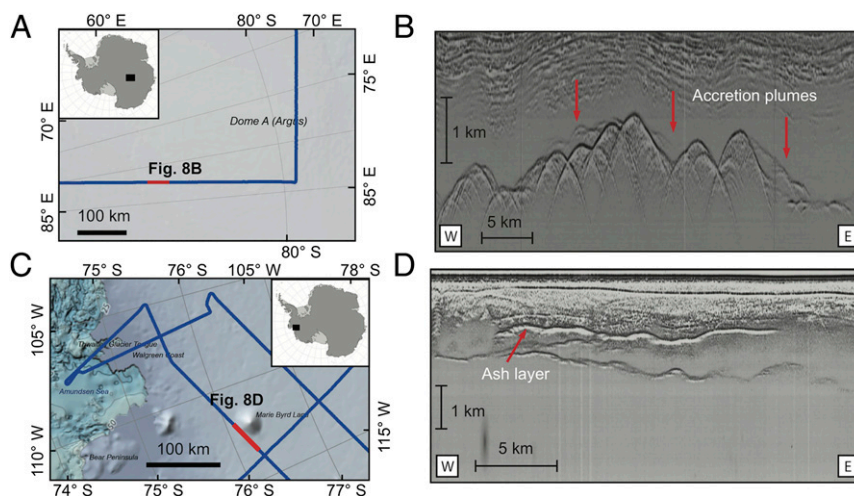 A
60° E
80° S
70° E
75° E
70° E
Dome A (Argus)
Fig. 8B
85° E
100 km
85° E
80° S
B
1 km
Accretion plumes
5 km
W
E
C
75° S
76° S
105° W
78° S
105° W
Thwaites Glacier Tongue
Walgreen Coast
Amundsen Sea
Fig. 8D
Marie Byrd Land
115° W
110° W
Bear Peninsula
100 km
74° S
75° S
76° S
77° S
D
Ash layer
1 km
5 km
W
E